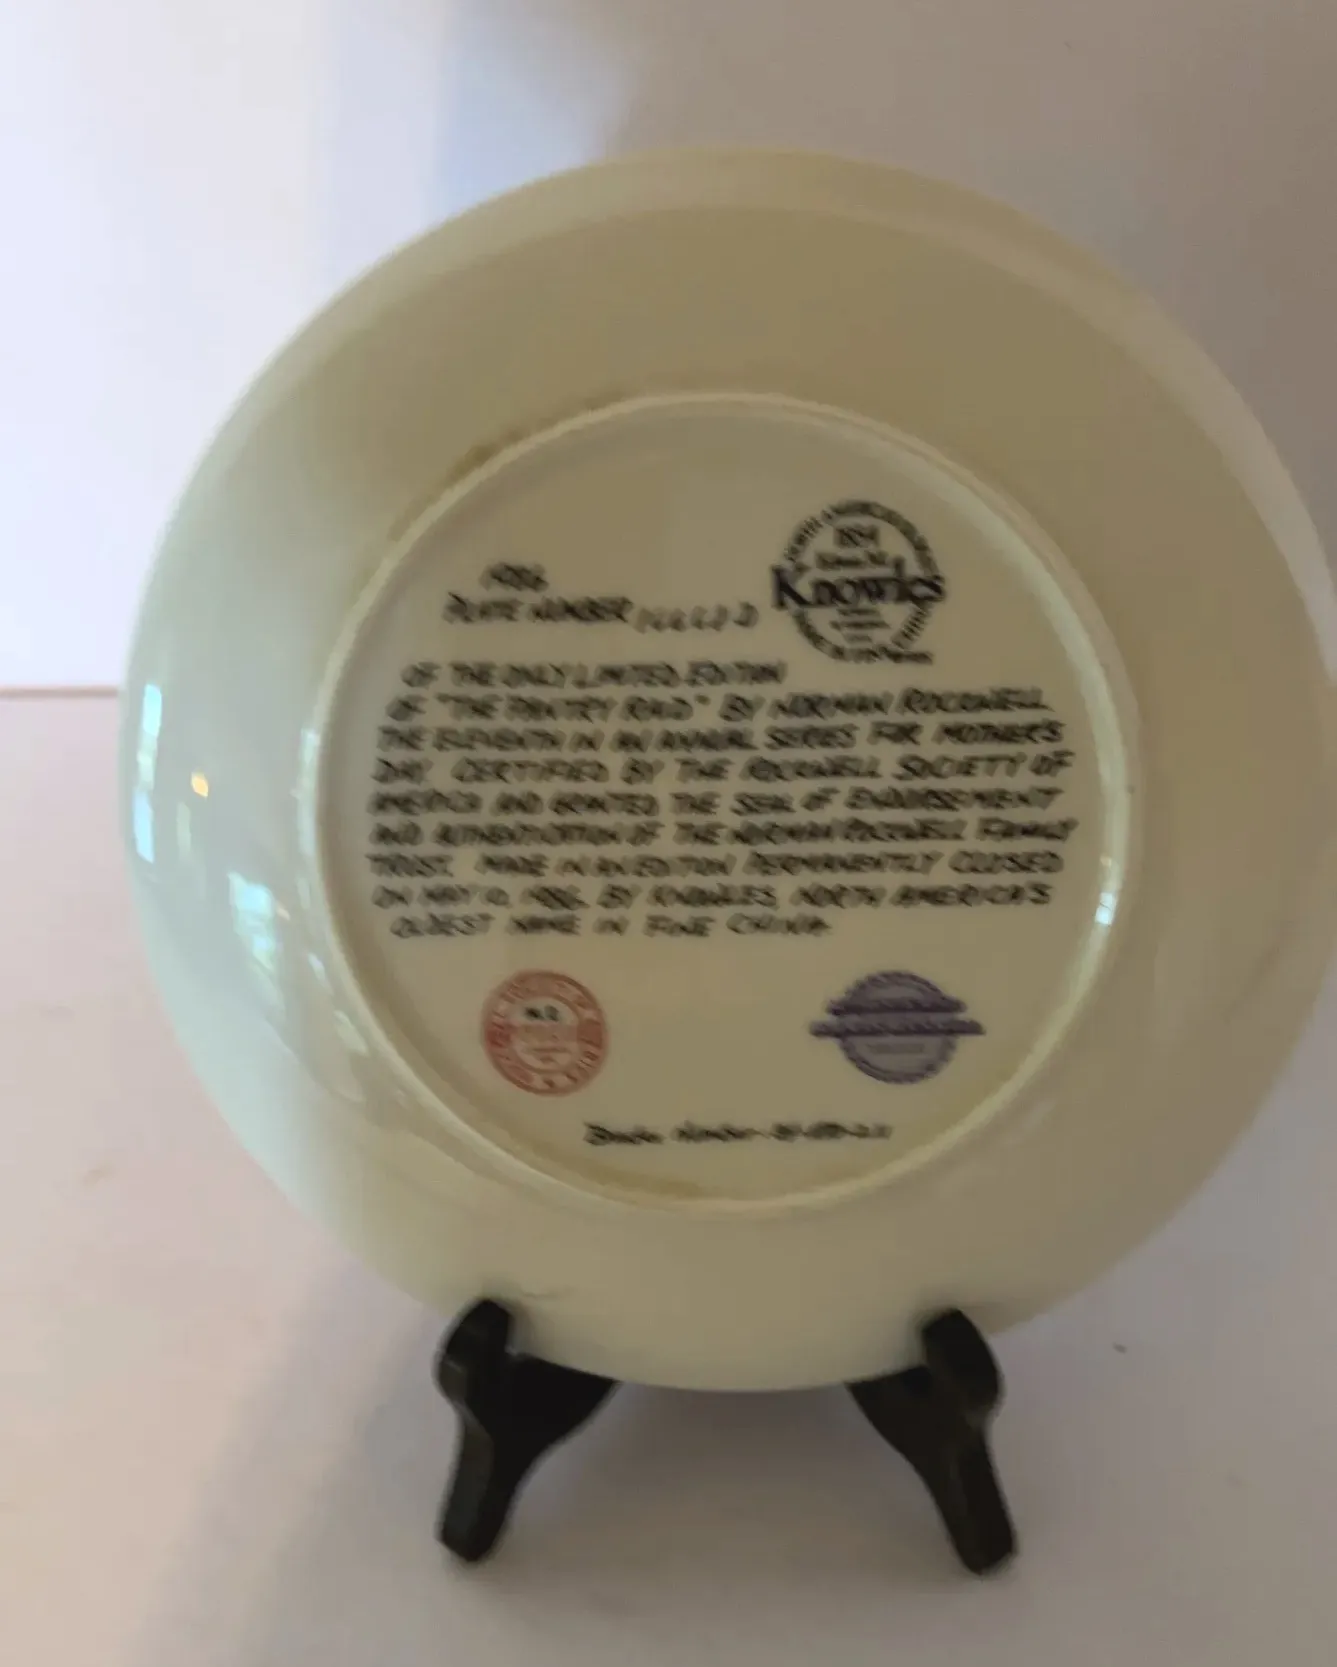 1986
PLATE NUMBER
Knowles
OF THE ONLY LIMITED EDITION
OF "THE PANTRY RAID" BY NORMAN ROCKWELL
THE ELEVENTH IN AN ANNUAL SERIES FOR MOTHER'S
DAY. CERTIFIED BY THE ROCKWELL SOCIETY OF
AMERICA AND GRANTED THE SEAL OF ENDORSEMENT
AND AUTHENTICATION OF THE NORMAN ROCKWELL FAMILY
TRUST. MADE IN AN EDITION PERMANENTLY CLOSED
ON MAY 10, 1986, BY KNOWLES, NORTH AMERICA'S
OLDEST NAME IN FINE CHINA.
Number